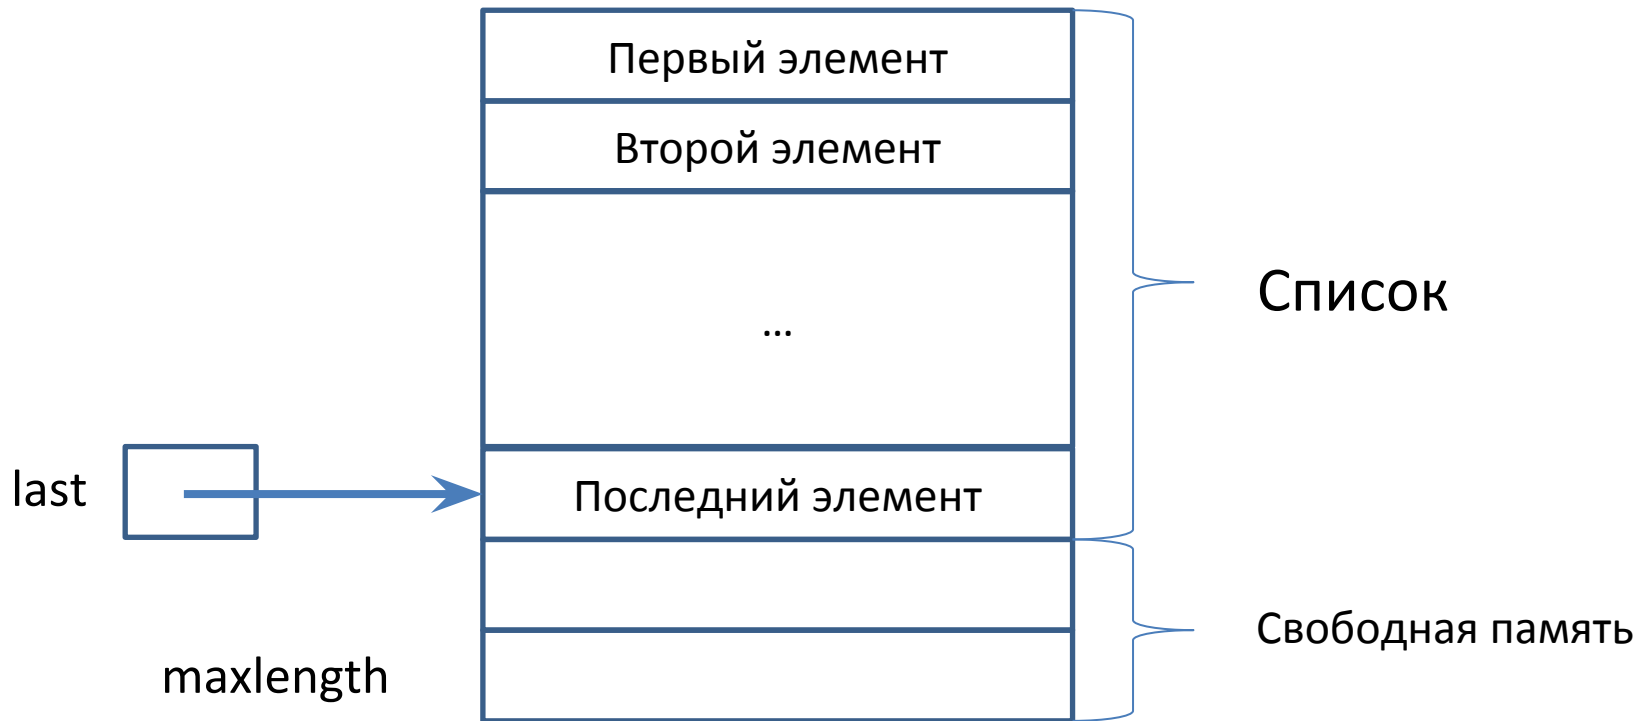 Первый элемент
Второй элемент
...
Список
last
Последний элемент
Свободная память
maxlength